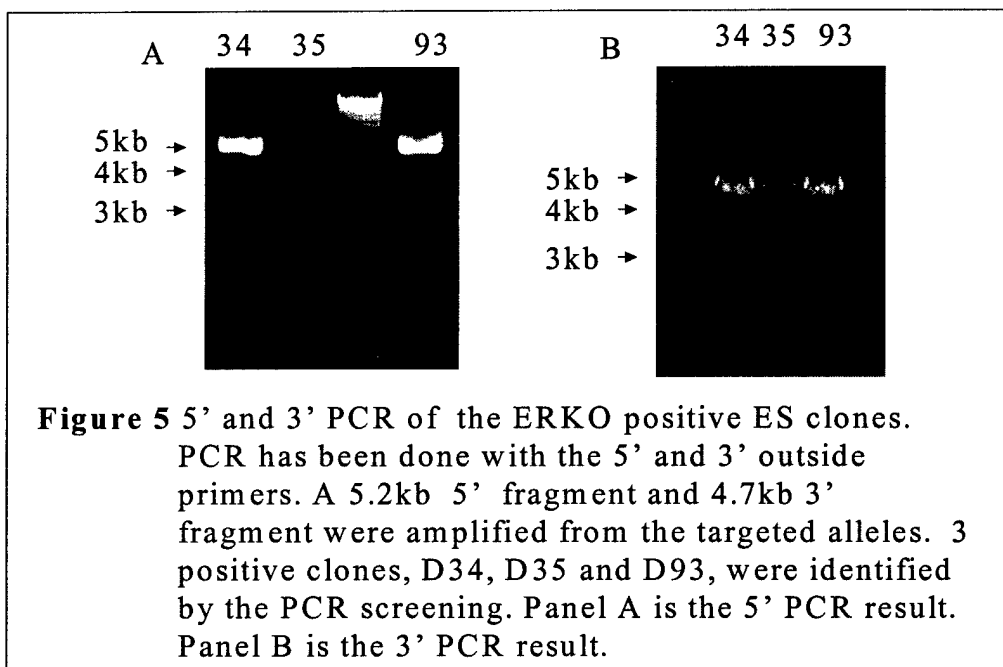 A 34 35 93
5kb →
4kb →
3kb →
B 34 35 93
5kb →
4kb →
3kb →
Figure 5 5' and 3' PCR of the ERKO positive ES clones.
PCR has been done with the 5' and 3' outside
primers. A 5.2kb 5' fragment and 4.7kb 3'
fragment were amplified from the targeted alleles. 3
positive clones, D34, D35 and D93, were identified
by the PCR screening. Panel A is the 5' PCR result.
Panel B is the 3' PCR result.